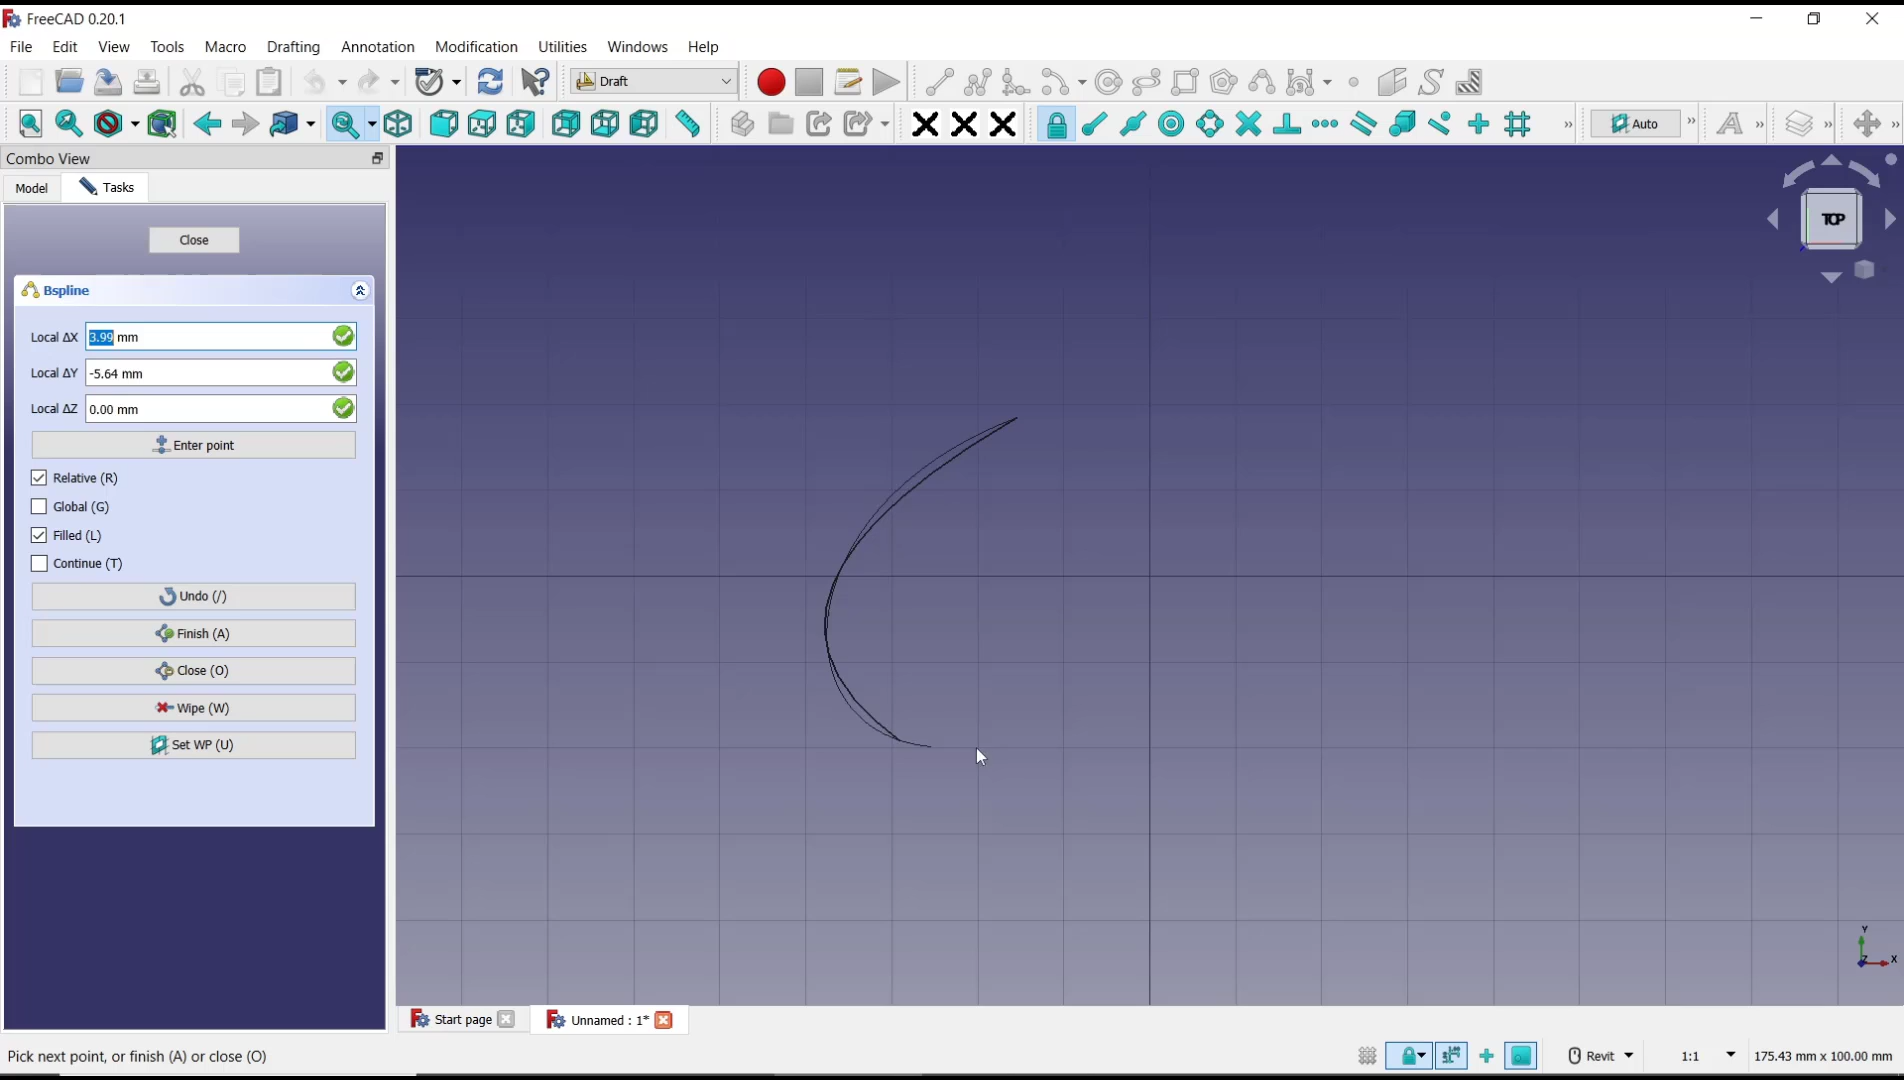 FreeCAD 0.20.1
File Edit View Tools Macro Drafting Annotation Modification Utilities Windows Help
Draft
Auto
Combo View
Model Tasks
Close
Bspline
Local ΔX 3.99 mm
Local ΔY -5.64 mm
Local ΔZ 0.00 mm
Enter point
Relative (R)
Global (G)
Filled (L)
Continue (T)
Undo (/)
Finish (A)
Close (O)
Wipe (W)
Set WP (U)
TOP
Y
Z X
Start page Unnamed : 1*
Pick next point, or finish (A) or close (O) Revit 1:1 175.43 mm x 100.00 mm